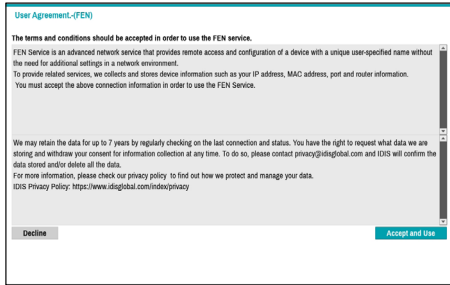 User Agreement.-(FEN)
The terms and conditions should be accepted in order to use the FEN service.
FEN Service is an advanced network service that provides remote access and configuration of a device with a unique user-specified name without
the need for additional settings in a network environment.
To provide related services, we collects and stores device information such as your IP address, MAC address, port and router information.
You must accept the above connection information in order to use the FEN Service.
We may retain the data for up to 7 years by regularly checking on the last connection and status. You have the right to request what data we are
storing and withdraw your consent for information collection at any time. To do so, please contact privacy@idisglobal.com and IDIS will confirm the
data stored and/or delete all the data.
For more information, please check our privacy policy to find out how we protect and manage your data.
IDIS Privacy Policy: https://www.idisglobal.com/index/privacy
Decline
Accept and Use